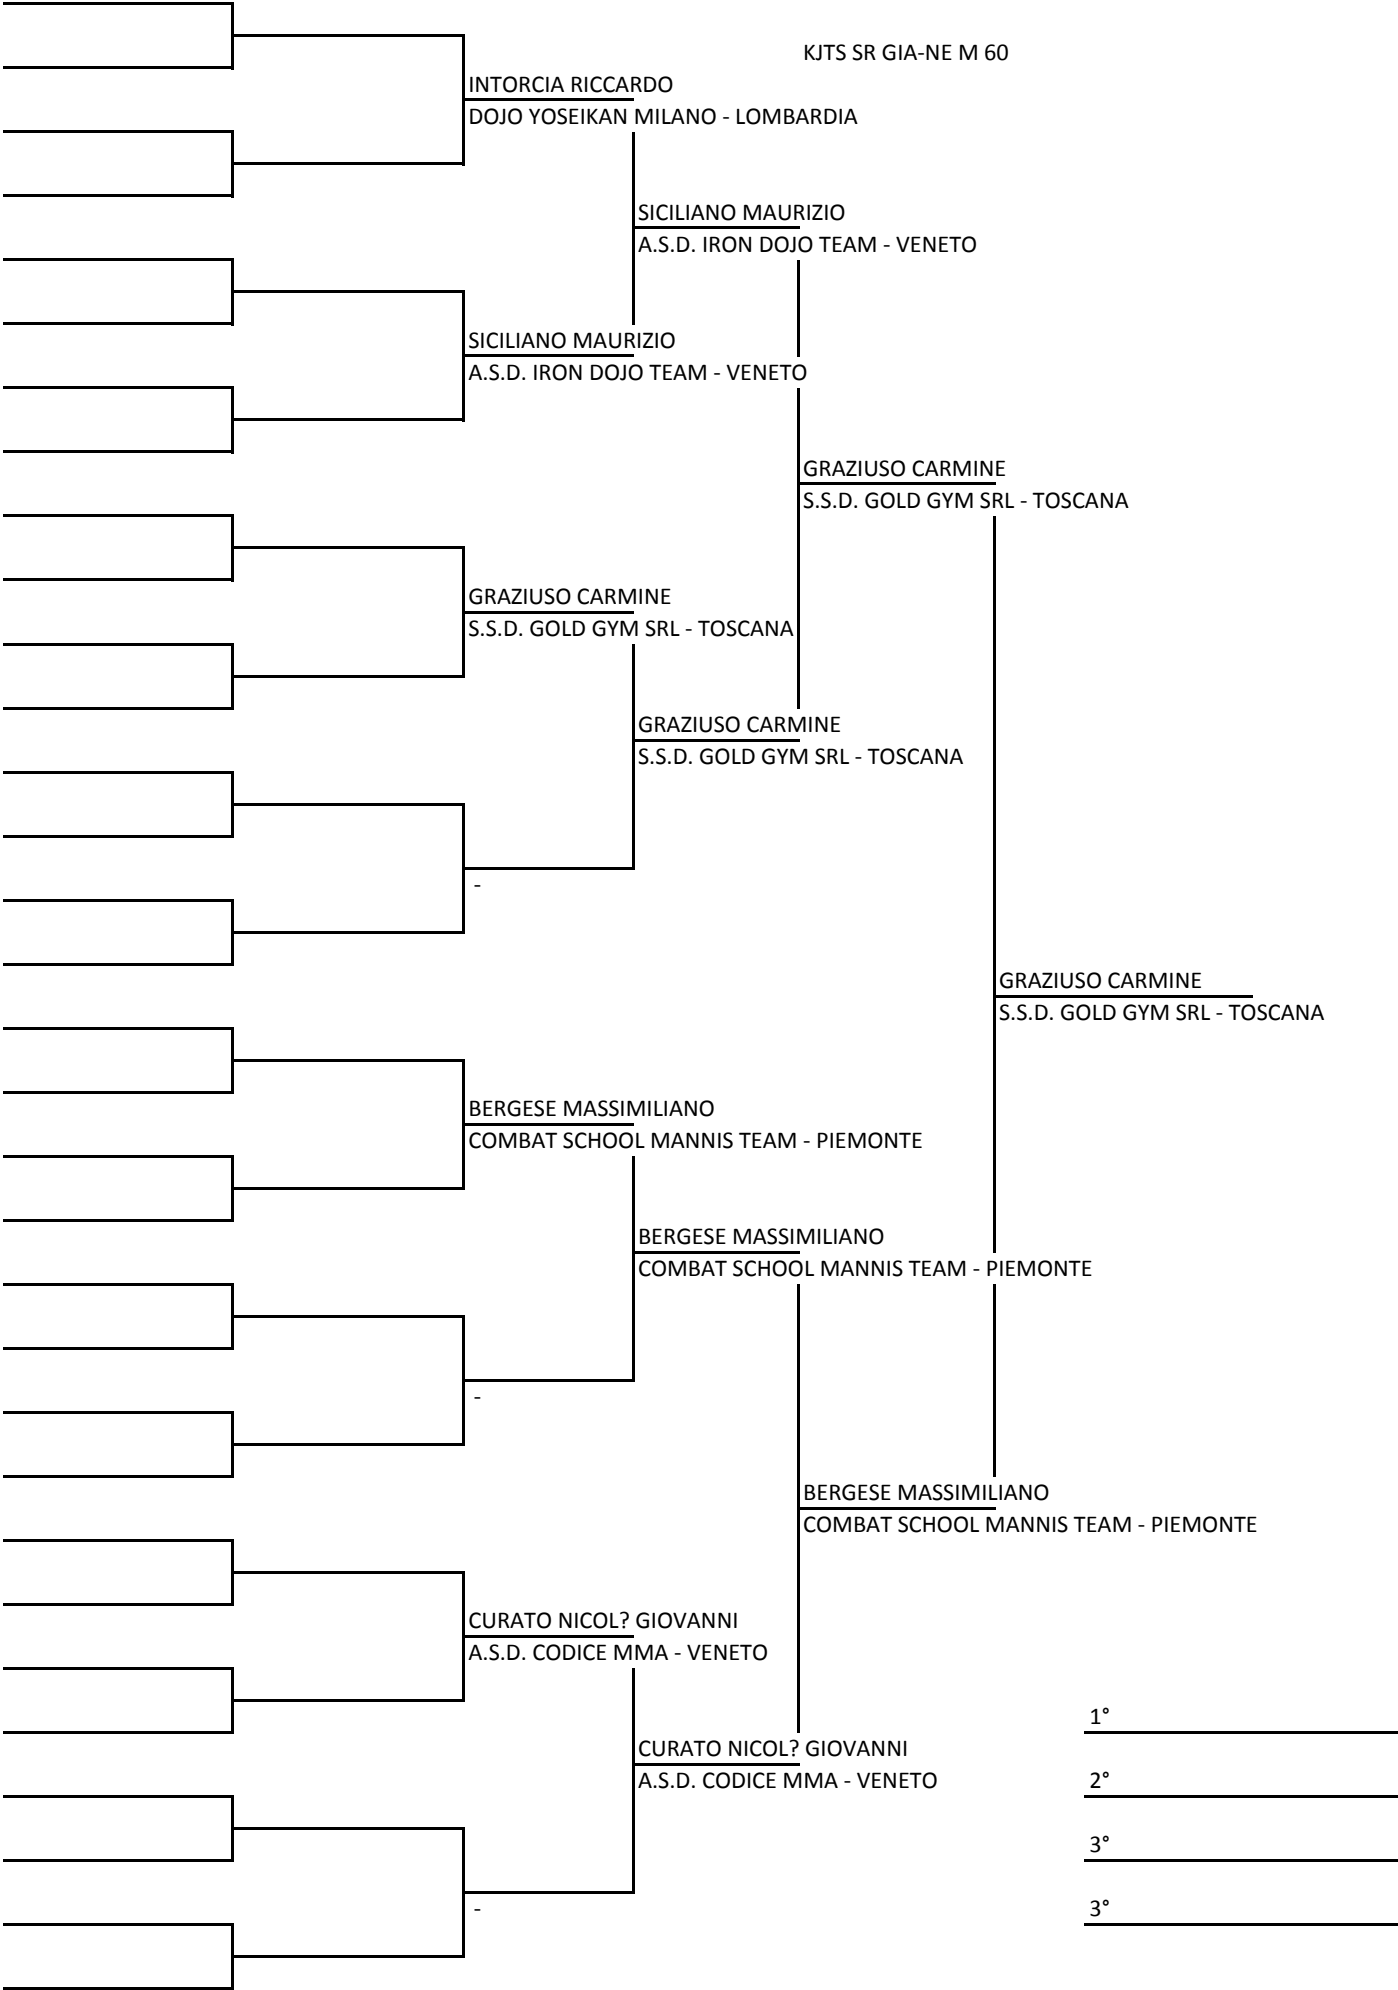 KJTS SR GIA-NE M 60
INTORCIA RICCARDO
DOJO YOSEIKAN MILANO - LOMBARDIA
SICILIANO MAURIZIO
A.S.D. IRON DOJO TEAM - VENETO
SICILIANO MAURIZIO
A.S.D. IRON DOJO TEAM - VENETO
GRAZIUSO CARMINE
S.S.D. GOLD GYM SRL - TOSCANA
GRAZIUSO CARMINE
S.S.D. GOLD GYM SRL - TOSCANA
GRAZIUSO CARMINE
S.S.D. GOLD GYM SRL - TOSCANA
-
GRAZIUSO CARMINE
S.S.D. GOLD GYM SRL - TOSCANA
BERGESE MASSIMILIANO
COMBAT SCHOOL MANNIS TEAM - PIEMONTE
BERGESE MASSIMILIANO
COMBAT SCHOOL MANNIS TEAM - PIEMONTE
-
BERGESE MASSIMILIANO
COMBAT SCHOOL MANNIS TEAM - PIEMONTE
CURATO NICOL? GIOVANNI
A.S.D. CODICE MMA - VENETO
1°
CURATO NICOL? GIOVANNI
A.S.D. CODICE MMA - VENETO
2°
3°
-
3°